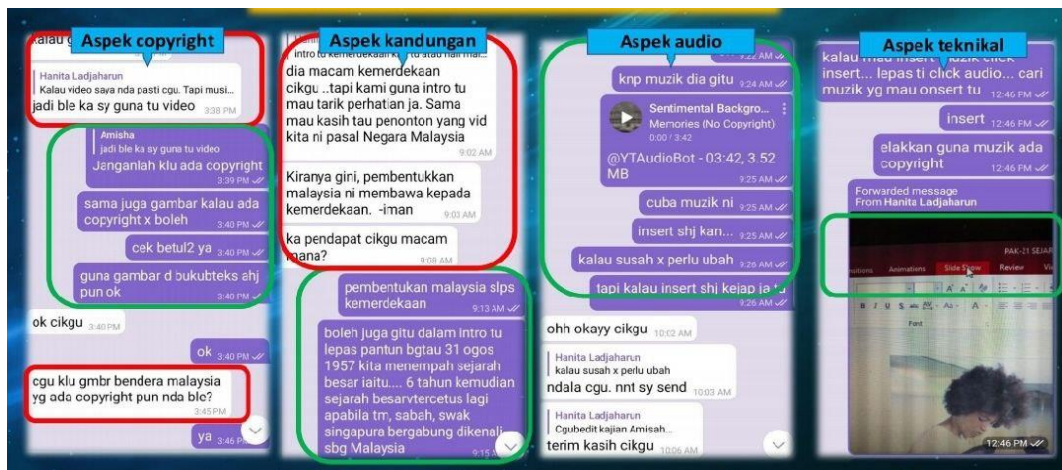 Aspek copyright
Hanita Ladjaharun
Kalau video saya nda pasti cgu. Tapi musi...
jadi ble ka sy guna tu video 3:38 PM
Amisha
jadi ble ka sy guna tu video
Janganlah klu ada copyright
3:39 PM
sama juga gambar kalau ada
copyright x boleh 3:40 PM
cek betul2 ya 3:40 PM
guna gambar d bukubteks ahj
pun ok 3:40 PM
ok cikgu 3:40 PM
ok 3:40 PM
cgu klu gmbr bendera malaysia
yg ada copyright pun nda ble?
3:45 PM
ya 3:46 P
Aspek kandungan
Hanita Ladjaharun
dia macam kemerdekaan
cikgu ..tapi kami guna intro tu
mau tarik perhatian ja. Sama
mau kasih tau penonton yang vid
kita ni pasal Negara Malaysia
9:02 AM
Kiranya gini, pembentukkan
malaysia ni membawa kepada
kemerdekaan. -iman 9:03 AM
ka pendapat cikgu macam
mana? 9:08 AM
pembentukan malaysia slps
kemerdekaan 9:13 AM
boleh juga gitu dalam intro tu
lepas pantun bgtau 31 ogos
1957 kita menempah sejarah
besar iaitu.... 6 tahun kemudian
sejarah besarvtercetus lagi
apabila tm, sabah, swak
singapura bergabung dikenali
sbg Malaysia 9:15
Aspek audio
9:22 AM
knp muzik dia gitu 9:24 AM
Sentimental Backgro...
Memories (No Copyright)
0:00 / 3:42
@YTAudioBot - 03:42, 3.52
MB 9:25 AM
cuba muzik ni 9:25 AM
insert shj kan... 9:25 AM
kalau susah x perlu ubah
9:26 AM
tapi kalau insert shj kejap ja tu
9:26 AM
ohh okayy cikgu 10:02 AM
Hanita Ladjaharun
kalau susah x perlu ubah
ndala cgu. nnt sy send 10:03 AM
Hanita Ladjaharun
Cgubedit kajian Amisah...
terim kasih cikgu 10:06 AM
Aspek teknikal
kalau mau insert muzik click
insert... lepas ti click audio... cari
muzik yg mau onsert tu 12:46 PM
insert 12:46 PM
elakkan guna muzik ada
copyright 12:46 PM
Forwarded message
From Hanita Ladjaharun
PAK-21 SEJAR
nsitions Animations Slide Show Review Vi
Font
12:46 PM